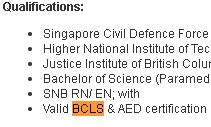 Qualifications:
Singapore Civil Defence Force
Higher National Institute of Tec
Justice Institute of British Colu
Bachelor of Science (Paramed
SNB RN/ EN; with
Valid BCLS & AED certification